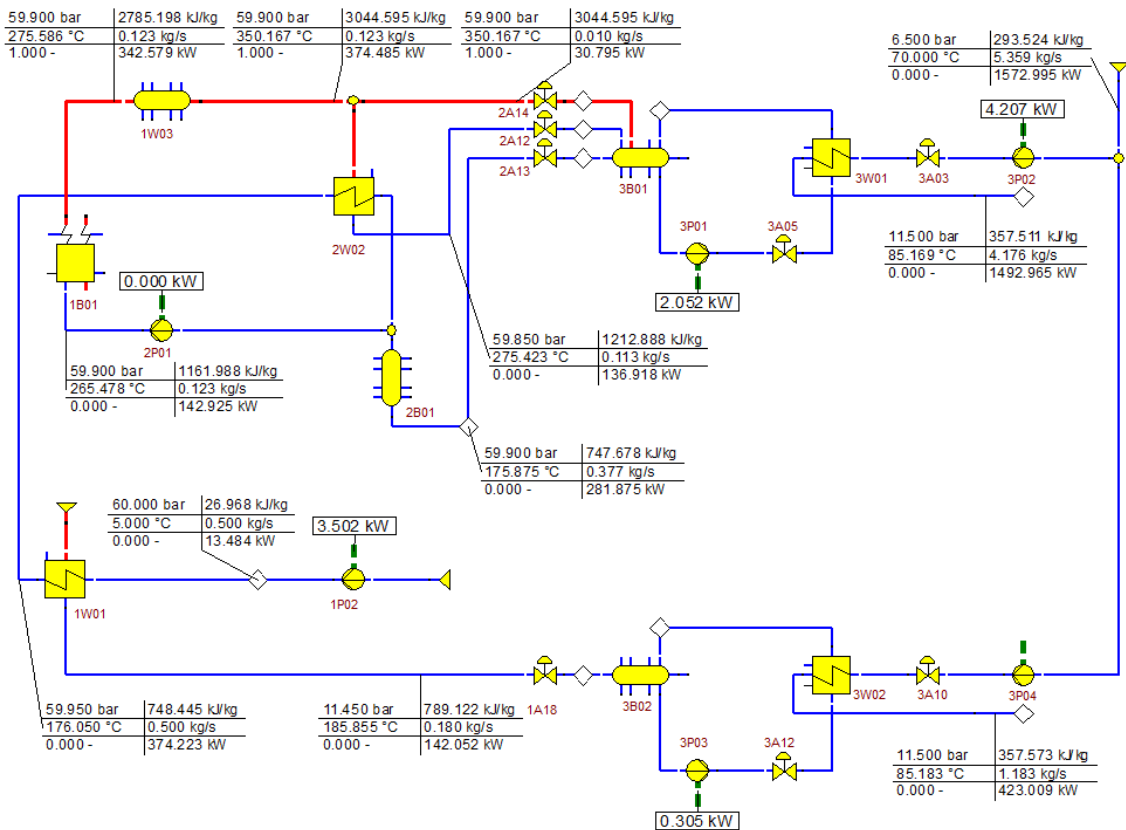 59.900 bar 2785.198 kJ/kg
275.586 °C 0.123 kg/s
1.000 - 342.579 kW
59.900 bar 3044.595 kJ/kg
350.167 °C 0.123 kg/s
1.000 - 374.485 kW
59.900 bar 3044.595 kJ/kg
350.167 °C 0.010 kg/s
1.000 - 30.795 kW
6.500 bar 293.524 kJ/kg
70.000 °C 5.359 kg/s
0.000 - 1572.995 kW
4.207 kW
1W03
2A14
2A12
2A13
3B01
3W01
3A03
3P02
2W02
3P01
3A05
11.500 bar 357.511 kJ/kg
85.169 °C 4.176 kg/s
0.000 - 1492.965 kW
1B01
0.000 kW
2.052 kW
2P01
59.850 bar 1212.888 kJ/kg
275.423 °C 0.113 kg/s
0.000 - 136.918 kW
59.900 bar 1161.988 kJ/kg
265.478 °C 0.123 kg/s
0.000 - 142.925 kW
2B01
59.900 bar 747.678 kJ/kg
175.875 °C 0.377 kg/s
0.000 - 281.875 kW
60.000 bar 26.968 kJ/kg
5.000 °C 0.500 kg/s
0.000 - 13.484 kW
3.502 kW
1W01
1P02
59.950 bar 748.445 kJ/kg
176.050 °C 0.500 kg/s
0.000 - 374.223 kW
11.450 bar 789.122 kJ/kg
185.855 °C 0.180 kg/s
0.000 - 142.052 kW
1A18
3B02
3W02
3A10
3P04
3P03
3A12
11.500 bar 357.573 kJ/kg
85.183 °C 1.183 kg/s
0.000 - 423.009 kW
0.305 kW